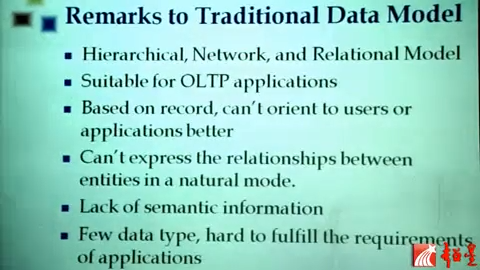 Remarks to Traditional Data Model
Hierarchical, Network, and Relational Model
Suitable for OLTP applications
Based on record, can't orient to users or
applications better
Can't express the relationships between
entities in a natural mode.
Lack of semantic information
Few data type, hard to fulfill the requirements
of applications